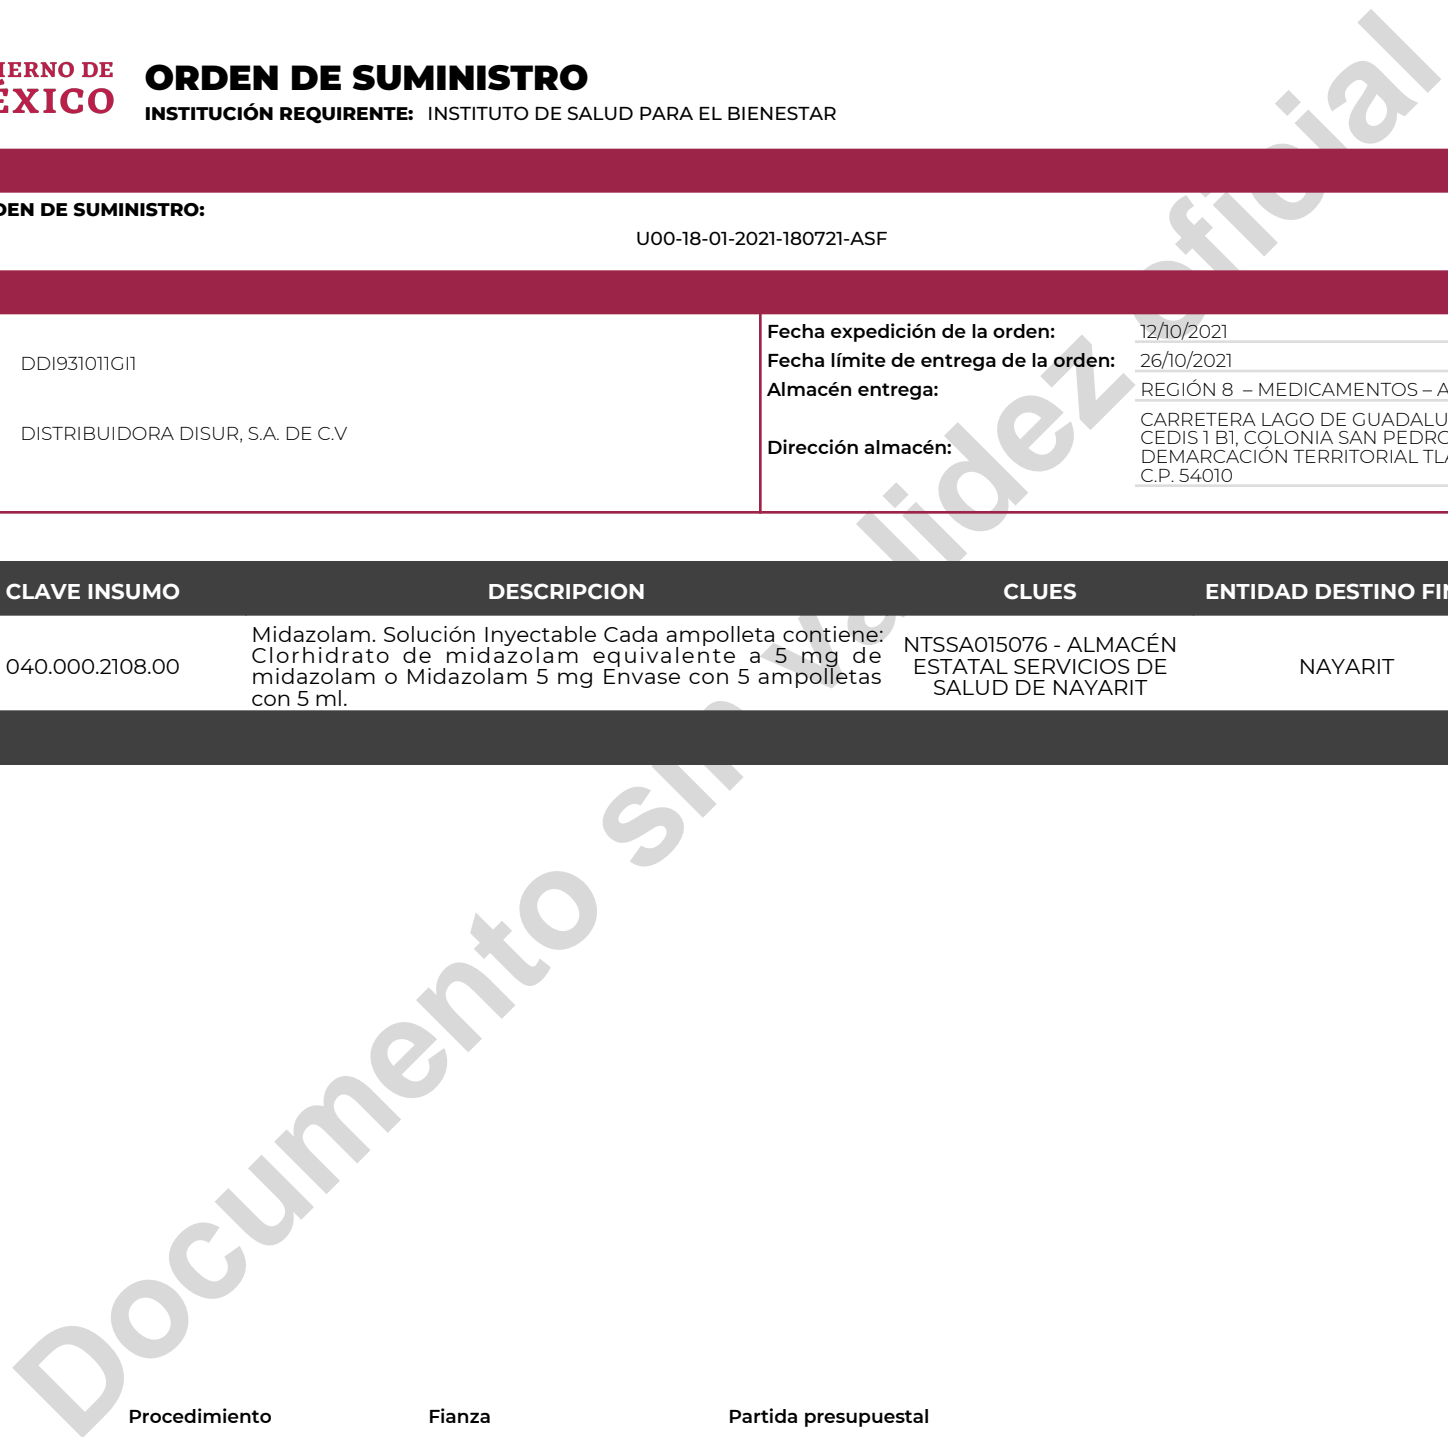 IERNO DE
ÉXICO
ORDEN DE SUMINISTRO
INSTITUCIÓN REQUIRENTE: INSTITUTO DE SALUD PARA EL BIENESTAR
DEN DE SUMINISTRO:
U00-18-01-2021-180721-ASF
DDI931011GI1
DISTRIBUIDORA DISUR, S.A. DE C.V
Fecha expedición de la orden: 12/10/2021
Fecha límite de entrega de la orden: 26/10/2021
Almacén entrega: REGIÓN 8 – MEDICAMENTOS – A
Dirección almacén:
CARRETERA LAGO DE GUADALU
CEDIS 1 B1, COLONIA SAN PEDRO
DEMARCACIÓN TERRITORIAL TLA
C.P. 54010
CLAVE INSUMO DESCRIPCION CLUES ENTIDAD DESTINO FIN
040.000.2108.00
Midazolam. Solución Inyectable Cada ampolleta contiene:
Clorhidrato de midazolam equivalente a 5 mg de
midazolam o Midazolam 5 mg Envase con 5 ampolletas
con 5 ml.
NTSSA015076 - ALMACÉN
ESTATAL SERVICIOS DE
SALUD DE NAYARIT
NAYARIT
Documento sin validez oficial
Procedimiento Fianza Partida presupuestal